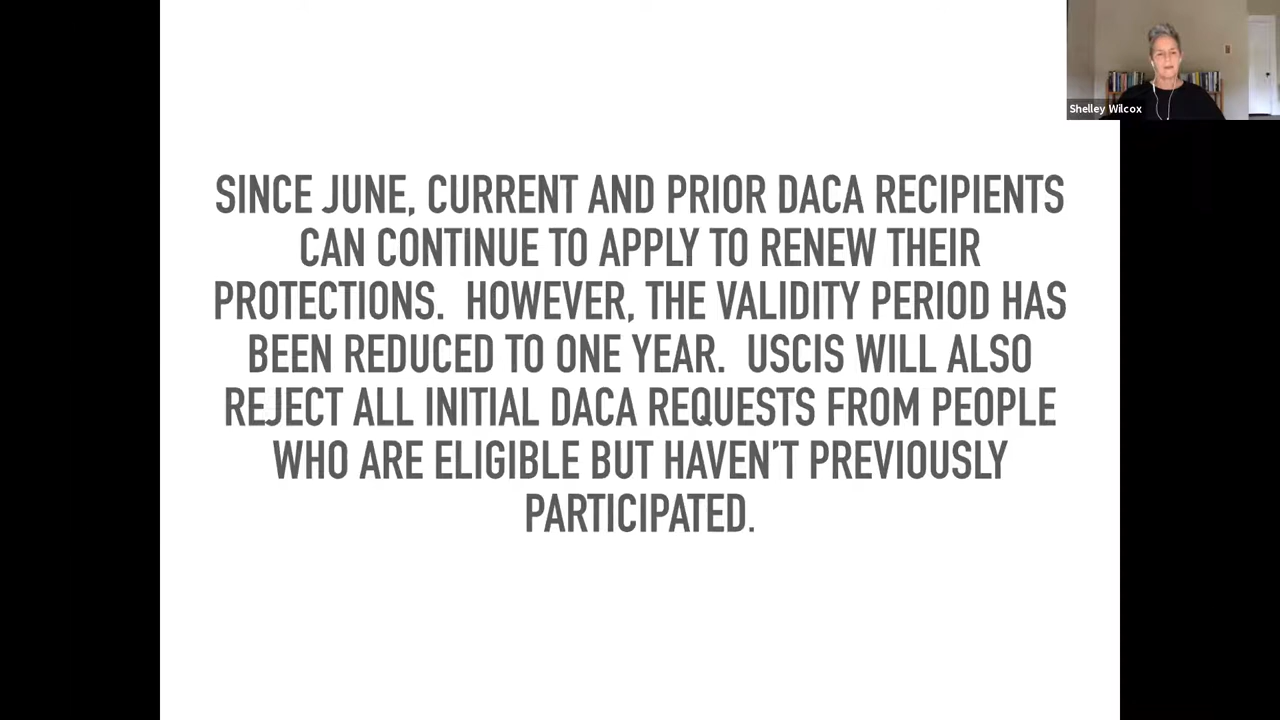 Shelley Wilcox
SINCE JUNE, CURRENT AND PRIOR DACA RECIPIENTS
CAN CONTINUE TO APPLY TO RENEW THEIR
PROTECTIONS.  HOWEVER, THE VALIDITY PERIOD HAS
BEEN REDUCED TO ONE YEAR.  USCIS WILL ALSO
REJECT ALL INITIAL DACA REQUESTS FROM PEOPLE
WHO ARE ELIGIBLE BUT HAVEN'T PREVIOUSLY
PARTICIPATED.